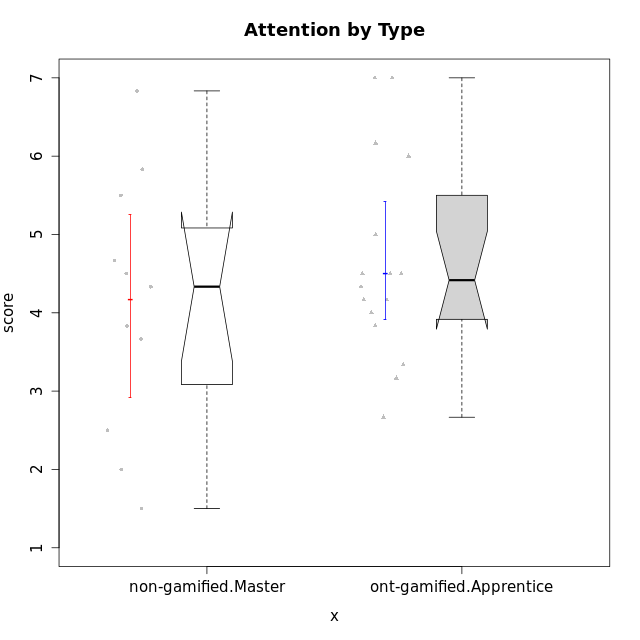 Attention by Type
7
6
5
4
3
2
1
score
non-gamified.Master
ont-gamified.Apprentice
x